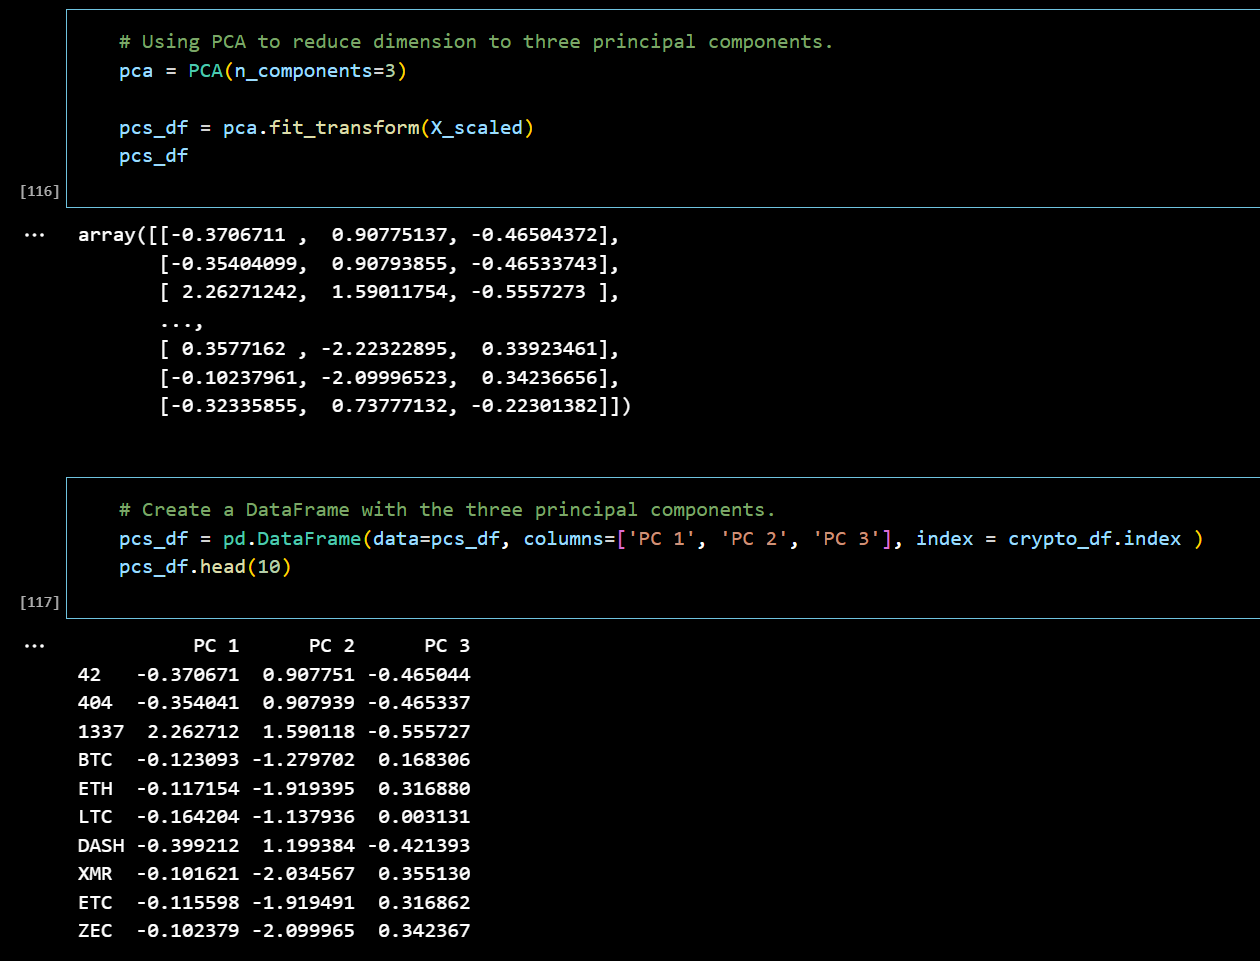 # Using PCA to reduce dimension to three principal components.
pca = PCA(n_components=3)
pcs_df = pca.fit_transform(X_scaled)
pcs_df
[116]
... array([[-0.3706711 ,  0.90775137, -0.46504372],
[-0.35404099,  0.90793855, -0.46533743],
[ 2.26271242,  1.59011754, -0.5557273 ],
...,
[ 0.3577162 , -2.22322895,  0.33923461],
[-0.10237961, -2.09996523,  0.34236656],
[-0.32335855,  0.73777132, -0.22301382]])
# Create a DataFrame with the three principal components.
pcs_df = pd.DataFrame(data=pcs_df, columns=['PC 1', 'PC 2', 'PC 3'], index = crypto_df.index )
pcs_df.head(10)
[117]
... PC 1 PC 2 PC 3
42 -0.370671 0.907751 -0.465044
404 -0.354041 0.907939 -0.465337
1337 2.262712 1.590118 -0.555727
BTC -0.123093 -1.279702 0.168306
ETH -0.117154 -1.919395 0.316880
LTC -0.164204 -1.137936 0.003131
DASH -0.399212 1.199384 -0.421393
XMR -0.101621 -2.034567 0.355130
ETC -0.115598 -1.919491 0.316862
ZEC -0.102379 -2.099965 0.342367